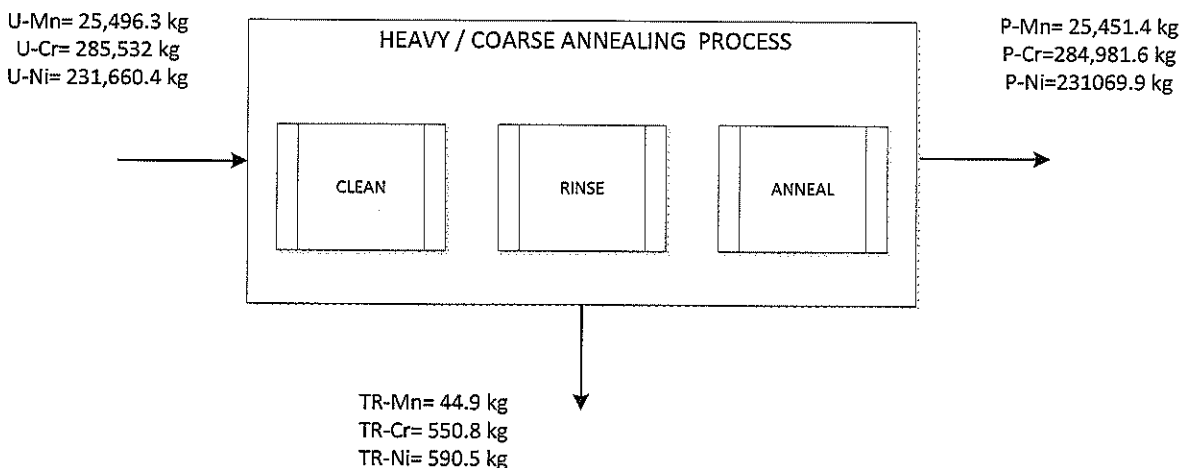 U-Mn= 25,496.3 kg
U-Cr= 285,532 kg
U-Ni= 231,660.4 kg
HEAVY / COARSE ANNEALING PROCESS
P-Mn= 25,451.4 kg
P-Cr=284,981.6 kg
P-Ni=231069.9 kg
CLEAN
RINSE
ANNEAL
TR-Mn= 44.9 kg
TR-Cr= 550.8 kg
TR-Ni= 590.5 kg